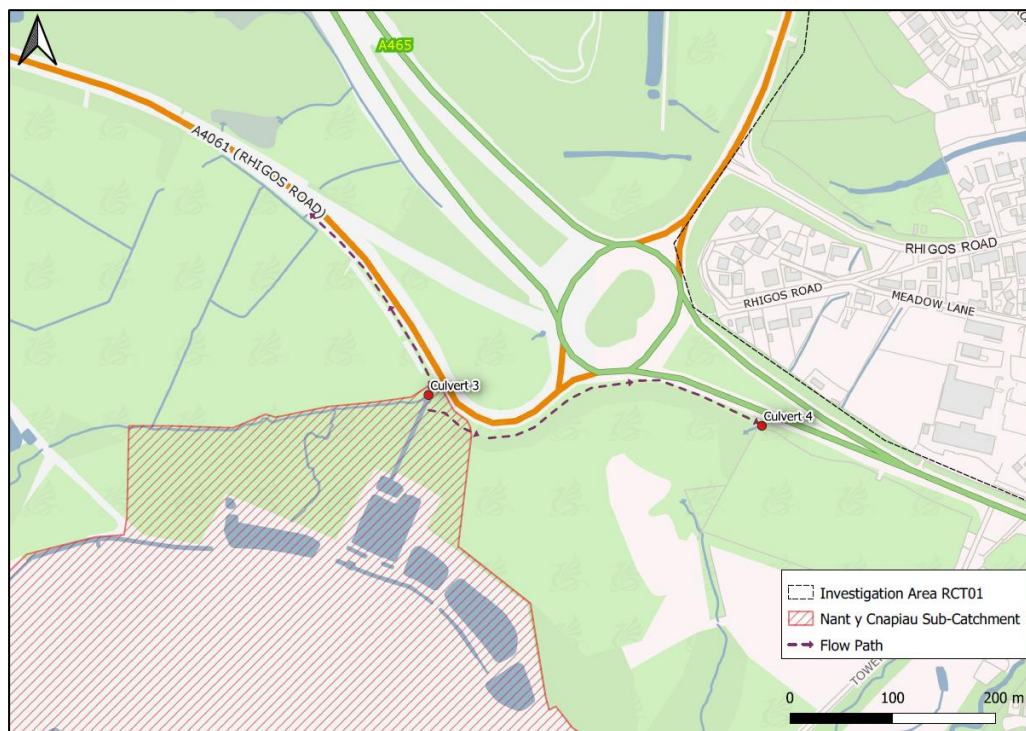 A465
A4061 (RHIGOS ROAD)
RHIGOS ROAD
RHIGOS ROAD
MEADOW LANE
Culvert 3
Culvert 4
TOWE
Investigation Area RCT01
Nant y Cnapiau Sub-Catchment
Flow Path
0 100 200 m